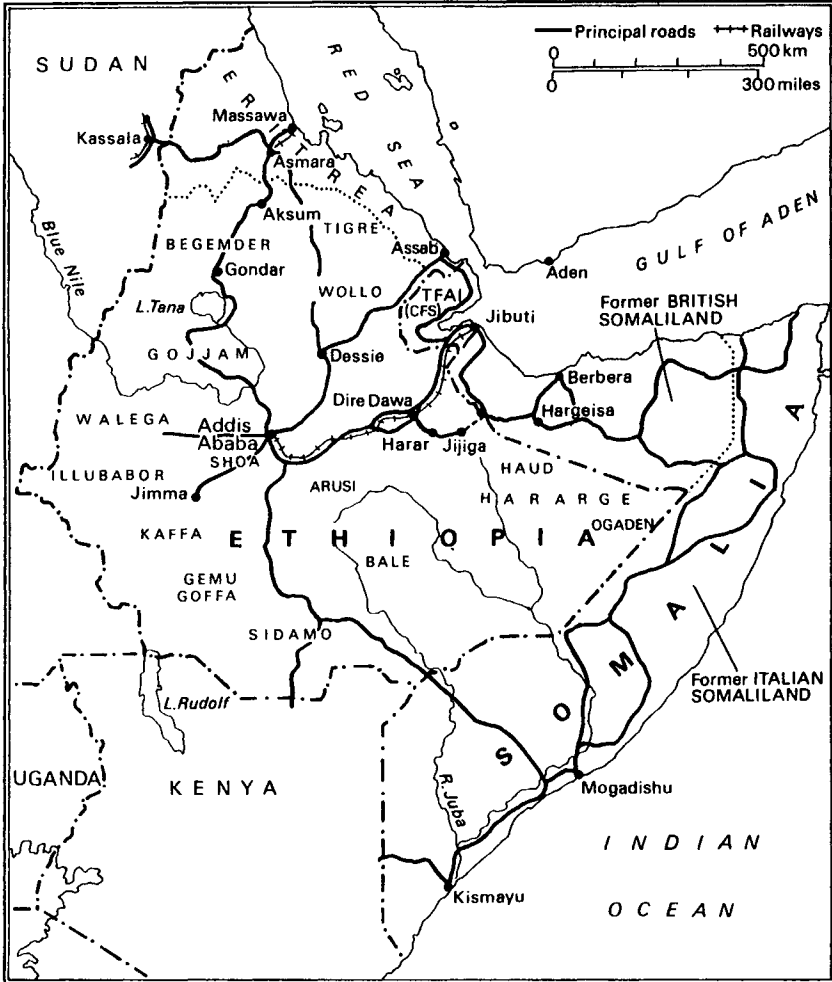 Principal roads
Railways
0 500 km
0 300 miles
SUDAN
ERITREA
RED SEA
Massawa
Kassala
Asmara
Aksum
TIGRE
Blue Nile
BEGEMDER
Gondar
Assab
Aden
GULF OF ADEN
L.Tana
WOLLO
TFAI
(CFS)
Jibuti
Former BRITISH
SOMALILAND
GOJJAM
Dessie
Dire Dawa
Berbera
Hargeisa
WALEGA
Addis
Ababa
SHOA
Harar
Jijiga
ILLUBABOR
Jimma
ARUSI
HAUD
HARARGE
OGADEN
KAFFA
ETHIOPIA
BALE
GEMU
GOFFA
SIDAMO
SOMALIA
Former ITALIAN
SOMALILAND
L.Rudolf
UGANDA
KENYA
R.Juba
Mogadishu
Kismayu
INDIAN
OCEAN